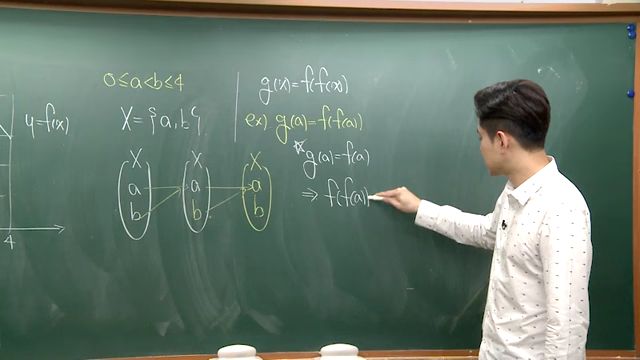 y=f(x)
4
0≤a<b≤4
X={a,b}
X X X
a a a
b b b
g(x)=f(f(x))
ex) g(a)=f(f(a))
☆g(a)=f(a)
⇒ f(f(a))